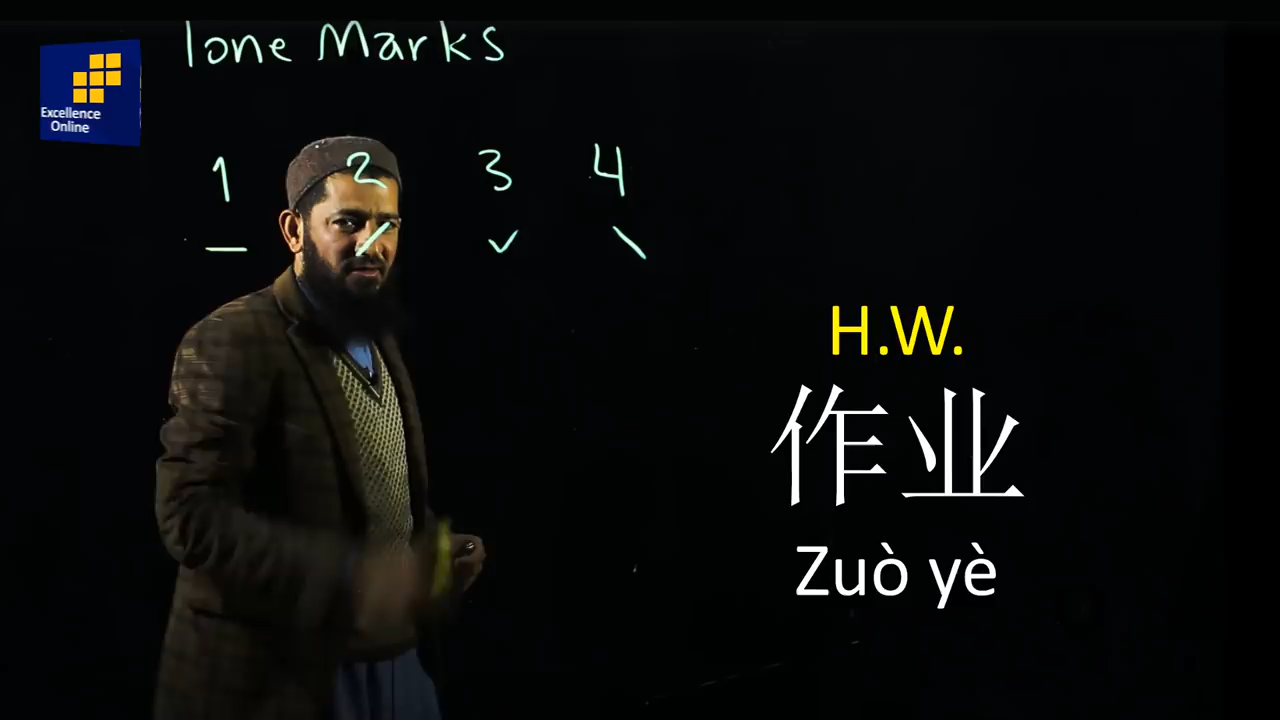 Tone Marks
Excellence
Online
1 2 3 4
— / ✓ \
H.W.
作业
Zuò yè